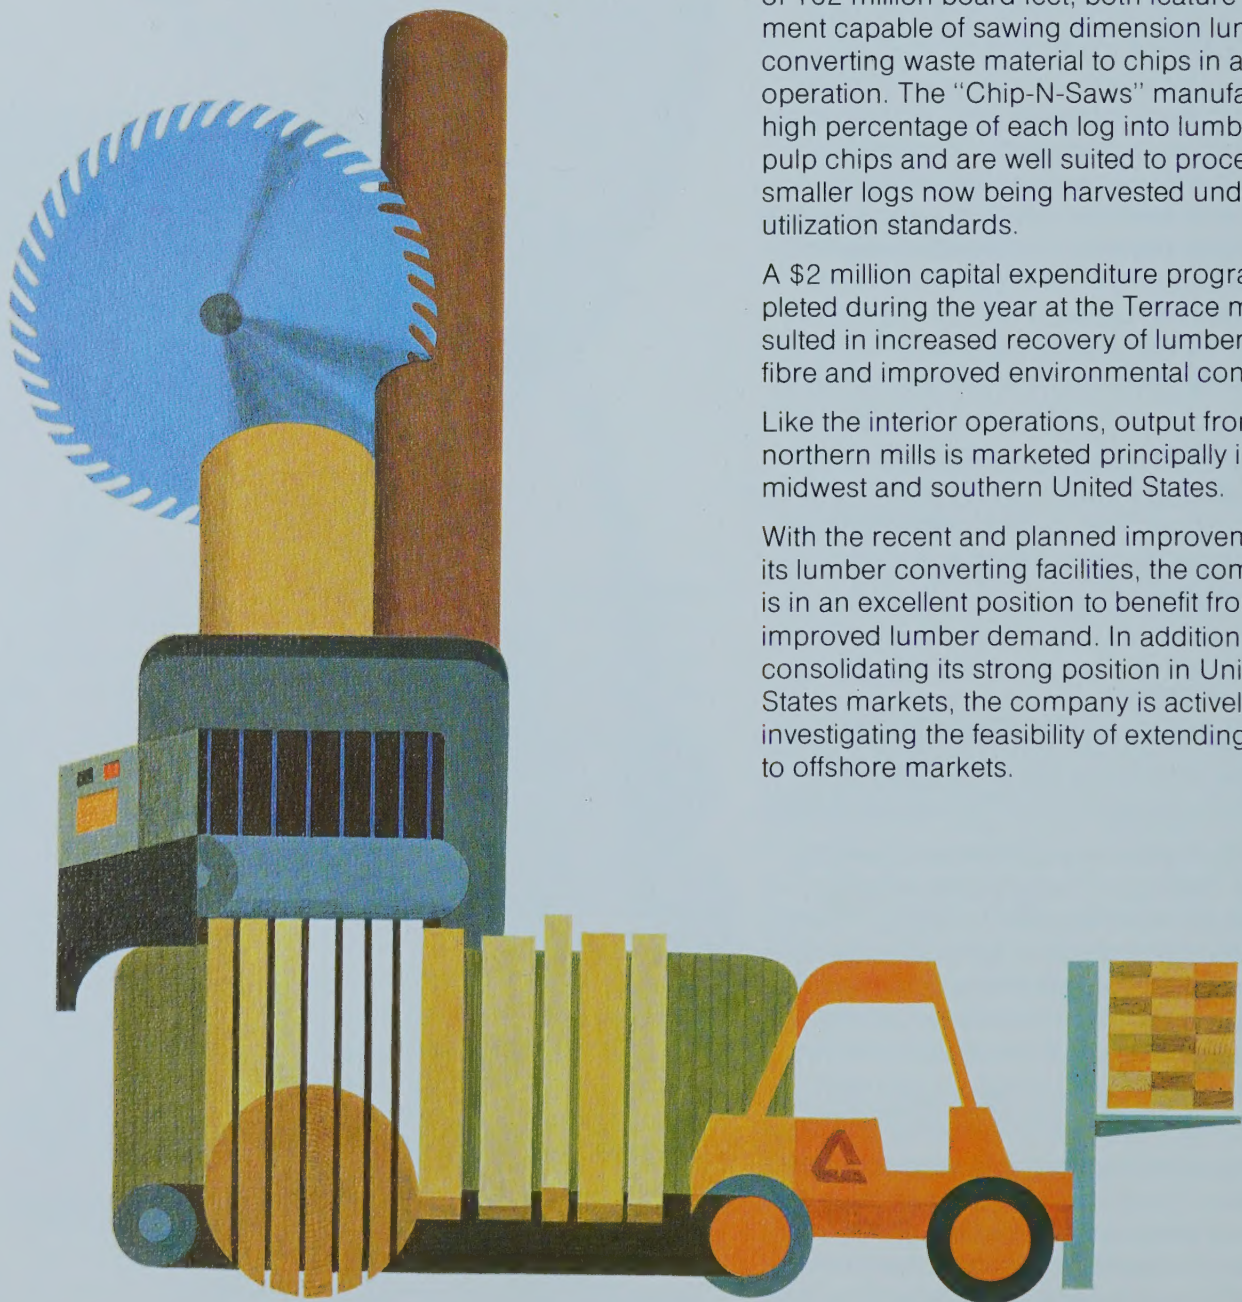 ment capable of sawing dimension lun
converting waste material to chips in a
operation. The “Chip-N-Saws” manufa
high percentage of each log into lumb
pulp chips and are well suited to proce
smaller logs now being harvested und
utilization standards.
A $2 million capital expenditure progra
pleted during the year at the Terrace m
sulted in increased recovery of lumber
fibre and improved environmental con
Like the interior operations, output fror
northern mills is marketed principally i
midwest and southern United States.
With the recent and planned improven
its lumber converting facilities, the com
is in an excellent position to benefit fro
improved lumber demand. In addition
consolidating its strong position in Uni
States markets, the company is activel
investigating the feasibility of extending
to offshore markets.